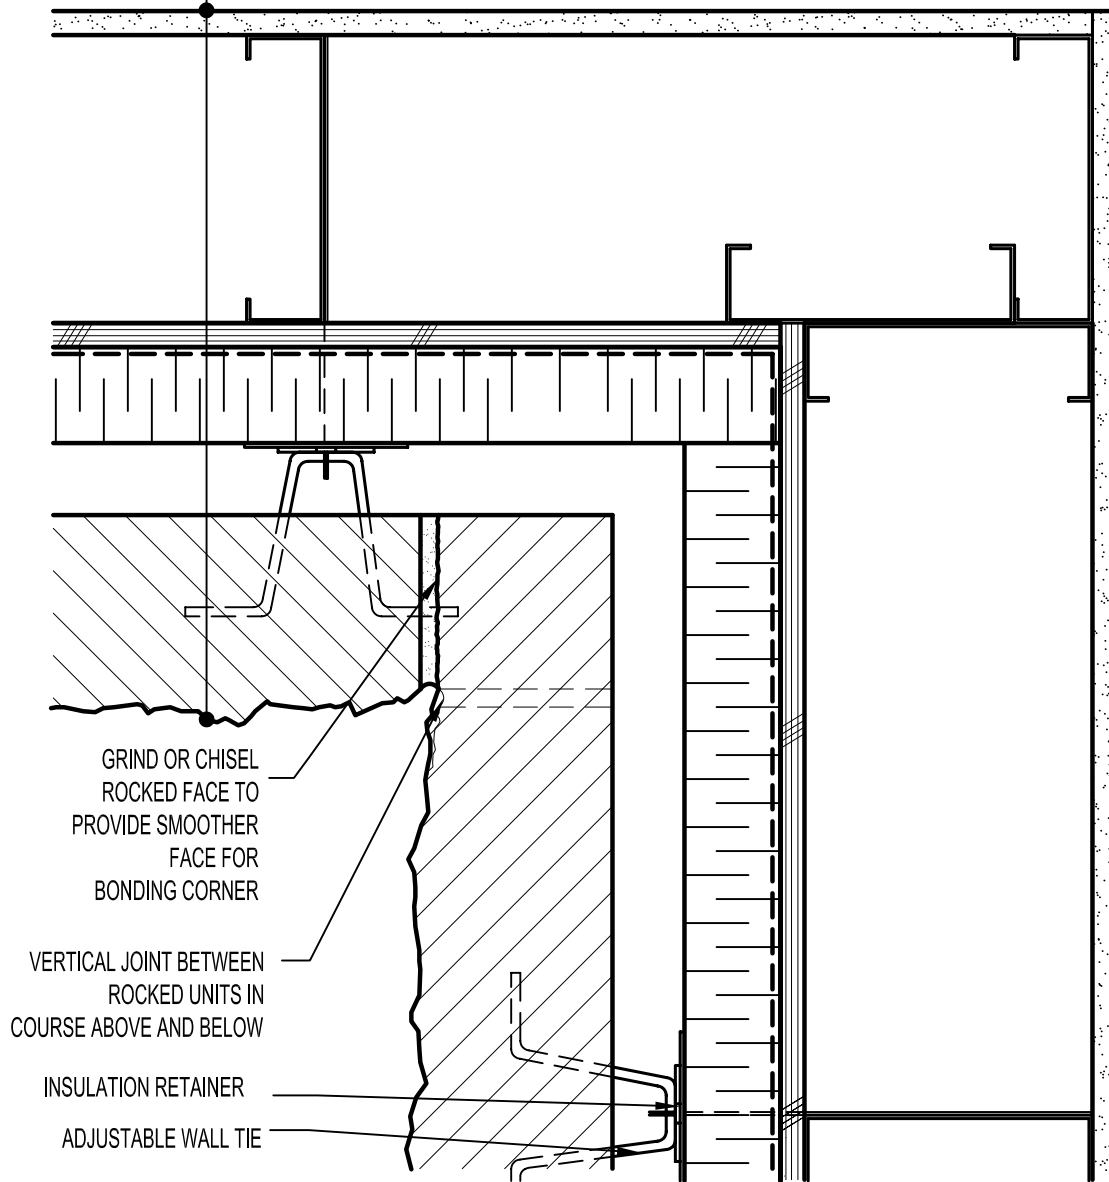 GRIND OR CHISEL
ROCKED FACE TO
PROVIDE SMOOTHER
FACE FOR
BONDING CORNER
VERTICAL JOINT BETWEEN
ROCKED UNITS IN
COURSE ABOVE AND BELOW
INSULATION RETAINER
ADJUSTABLE WALL TIE